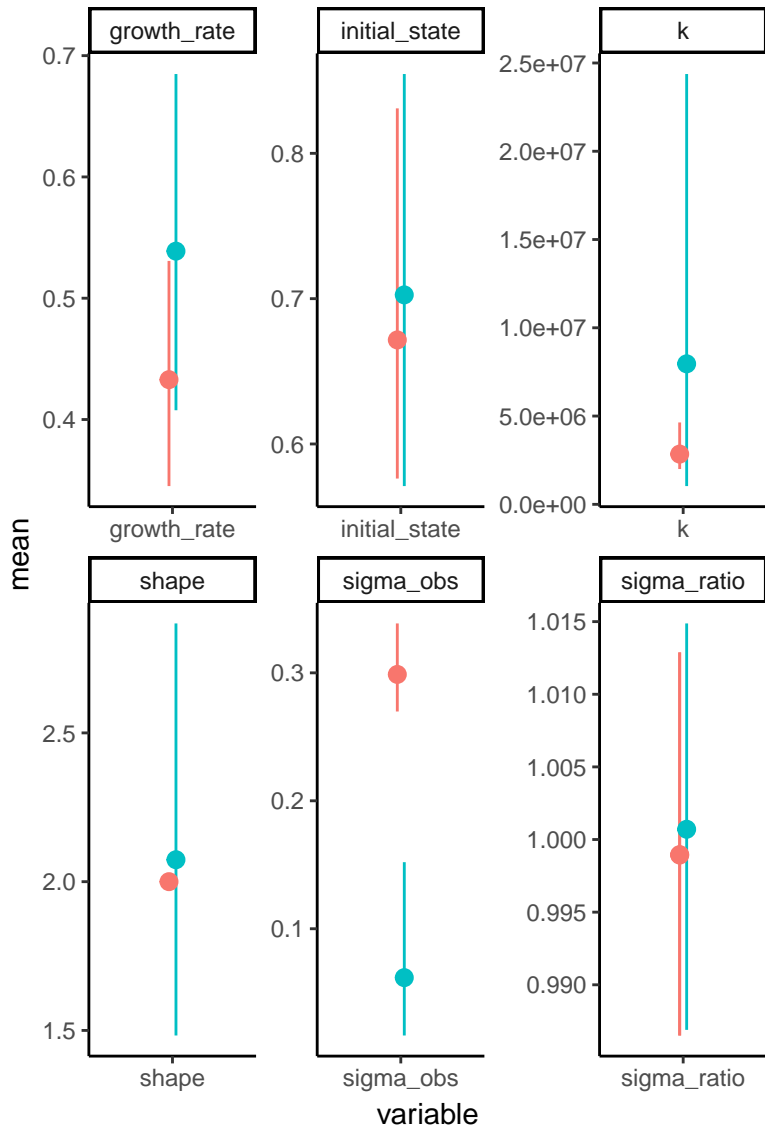 growth_rate
initial_state
k
0.7
0.6
0.5
0.4
0.8
0.7
0.6
2.5e+07
2.0e+07
1.5e+07
1.0e+07
5.0e+06
0.0e+00
growth_rate
initial_state
k
mean
shape
sigma_obs
sigma_ratio
2.5
2.0
1.5
0.3
0.2
0.1
1.015
1.010
1.005
1.000
0.995
0.990
shape
sigma_obs
sigma_ratio
variable